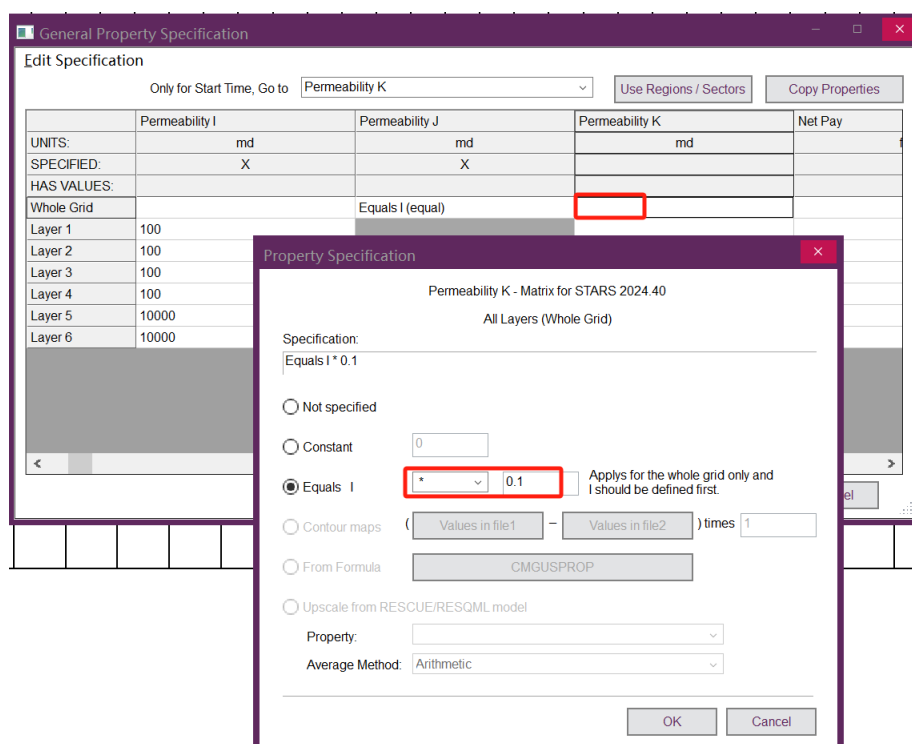 General Property Specification
Edit Specification
Only for Start Time, Go to Permeability K Use Regions / Sectors Copy Properties
Permeability I Permeability J Permeability K Net Pay
UNITS: md md md
SPECIFIED: X X
HAS VALUES:
Whole Grid Equals I (equal)
Layer 1 100
Layer 2 100
Layer 3 100
Layer 4 100
Layer 5 10000
Layer 6 10000
Property Specification
Permeability K - Matrix for STARS 2024.40
All Layers (Whole Grid)
Specification:
Equals I * 0.1
Not specified
Constant 0
Equals I * 0.1 Applys for the whole grid only and
I should be defined first.
Contour maps ( Values in file1 – Values in file2 ) times 1
From Formula CMGUSPROP
Upscale from RESCUE/RESQML model
Property:
Average Method: Arithmetic
OK Cancel